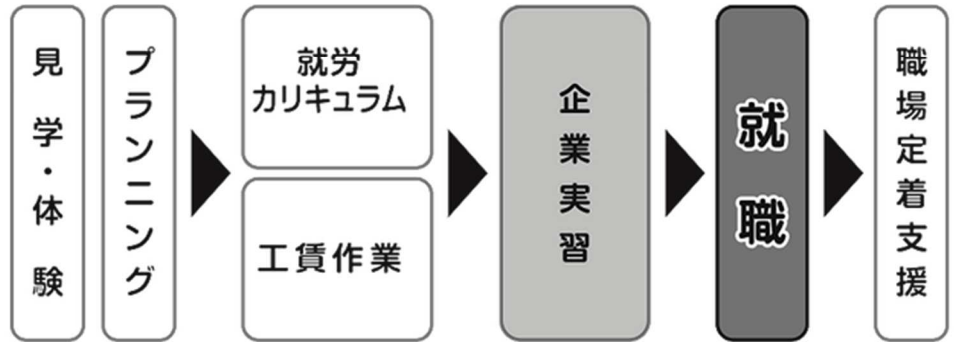 見学・体験
プランニング
就労
カリキュラム
工賃作業
企業実習
就職
職場定着支援